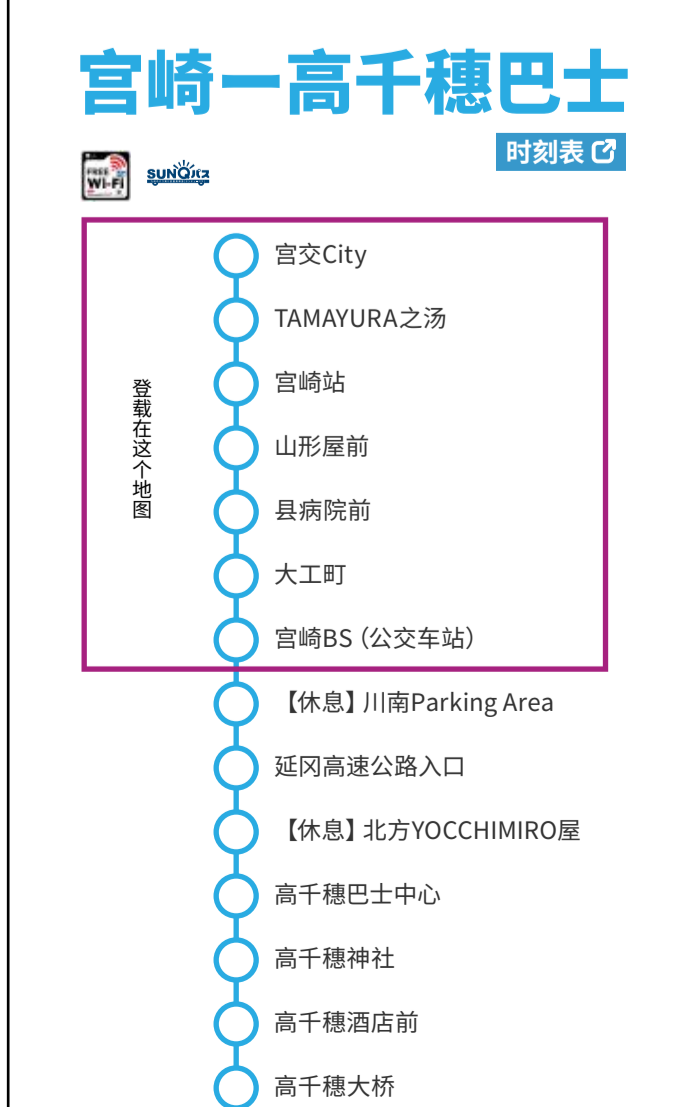 宫崎一高千穗巴士
时刻表
FREE
Wi-Fi
SUNQパス
宫交City
TAMAYURA之汤
宫崎站
山形屋前
登载在这个地图
县病院前
大工町
宫崎BS（公交车站）
【休息】川南Parking Area
延冈高速公路入口
【休息】北方YOCCHIMIRO屋
高千穗巴士中心
高千穗神社
高千穗酒店前
高千穗大桥